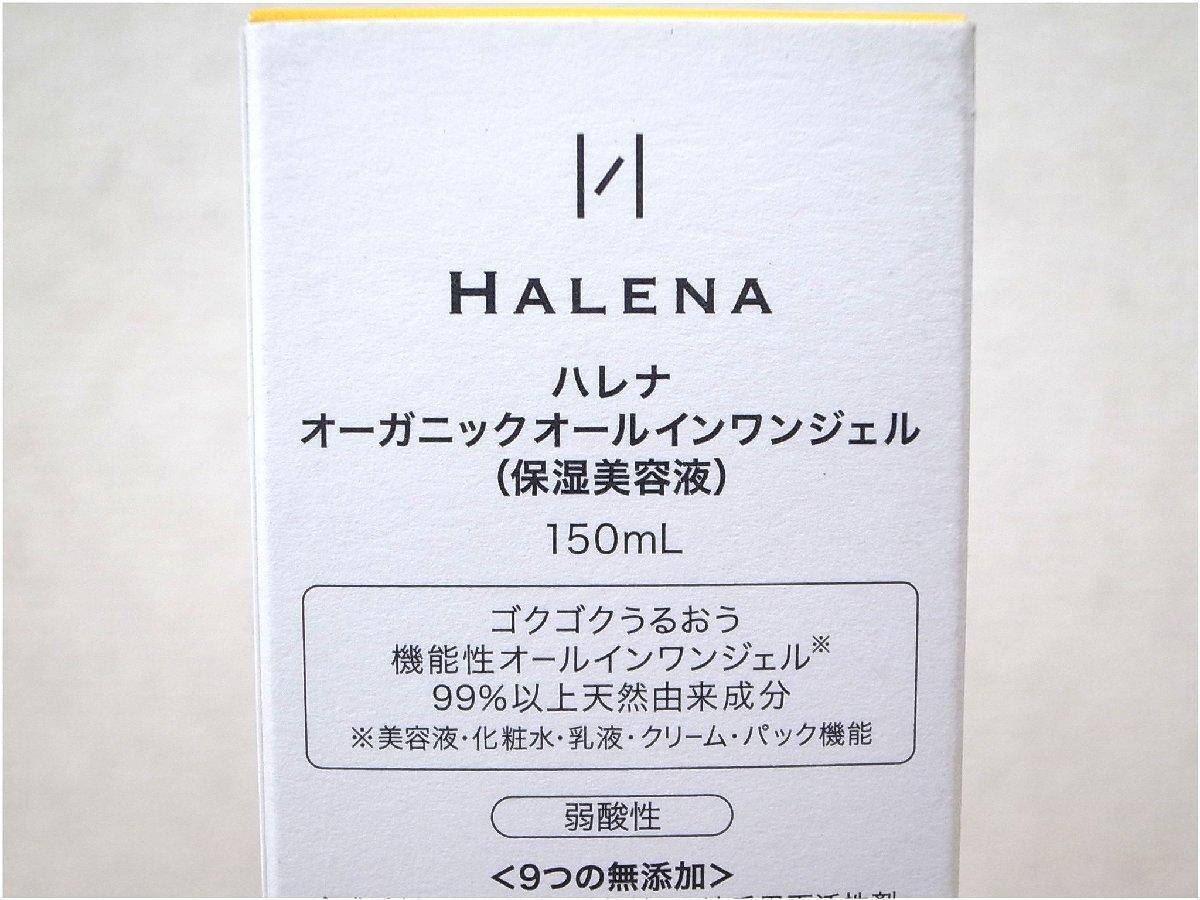 HALENA
ハレナ
オーガニックオールインワンジェル
（保湿美容液）
150mL
ゴクゴクうるおう
機能性オールインワンジェル※
99%以上天然由来成分
※美容液・化粧水・乳液・クリーム・パック機能
弱酸性
<9つの無添加>